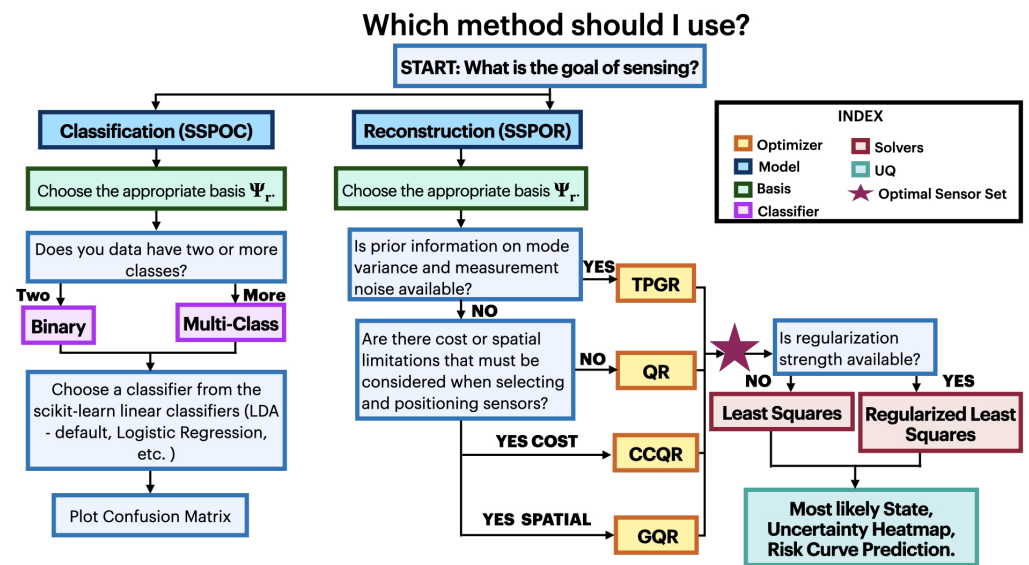 Which method should I use?
START: What is the goal of sensing?
Classification (SSPOC)
Choose the appropriate basis Ψr.
Does you data have two or more
classes?
Two
More
Binary
Multi-Class
Choose a classifier from the
scikit-learn linear classifiers (LDA
- default, Logistic Regression,
etc. )
Plot Confusion Matrix
Reconstruction (SSPOR)
Choose the appropriate basis Ψr.
Is prior information on mode
variance and measurement
noise available?
YES
TPGR
NO
Are there cost or spatial
limitations that must be
considered when selecting
and positioning sensors?
NO
QR
YES COST
CCQR
YES SPATIAL
GQR
INDEX
Optimizer
Model
Basis
Classifier
Solvers
UQ
Optimal Sensor Set
Is regularization
strength available?
NO
YES
Least Squares
Regularized Least
Squares
Most likely State,
Uncertainty Heatmap,
Risk Curve Prediction.